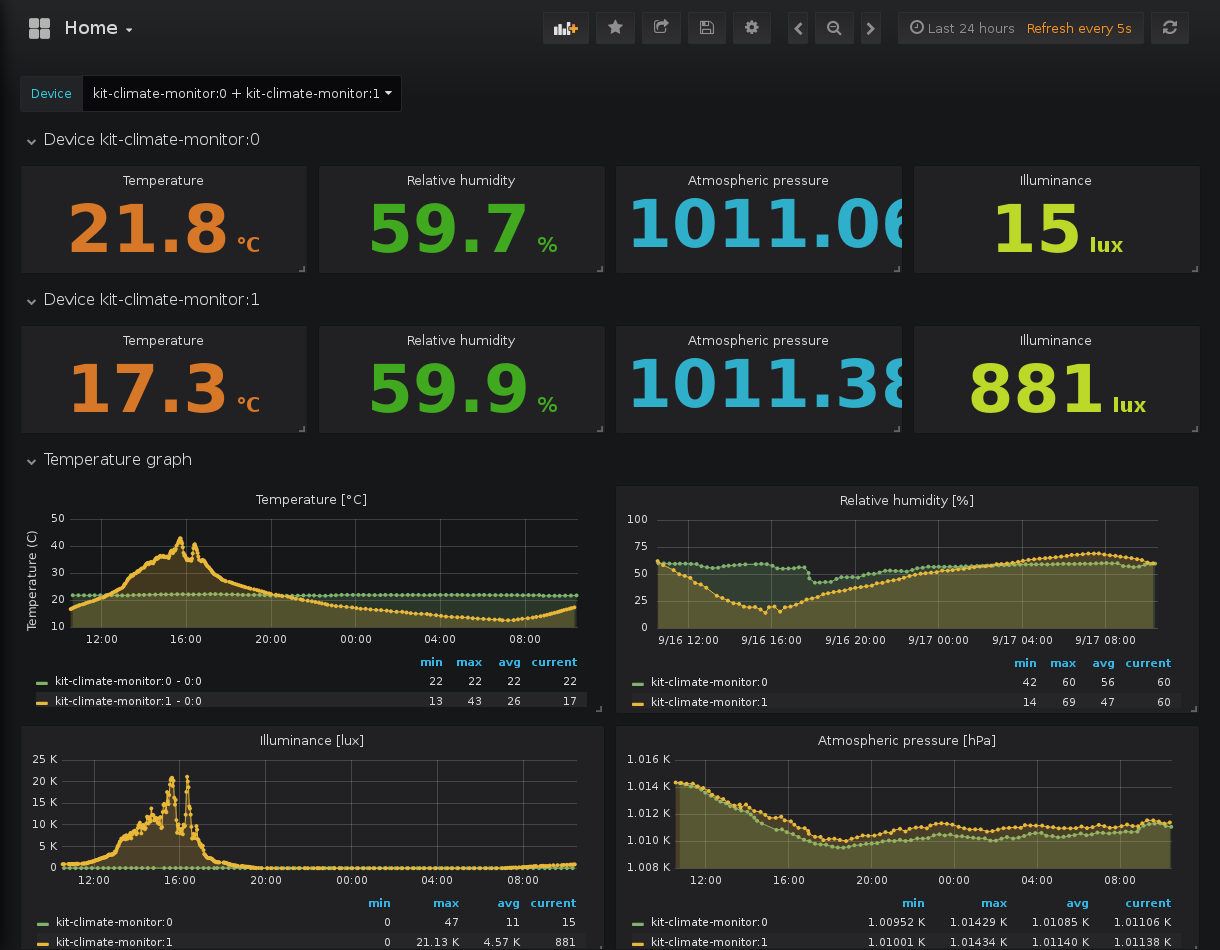 Home
Last 24 hours Refresh every 5s
Device kit-climate-monitor:0 + kit-climate-monitor:1
Device kit-climate-monitor:0
Temperature Relative humidity Atmospheric pressure Illuminance
21.8 °C 59.7 % 1011.06 15 lux
Device kit-climate-monitor:1
Temperature Relative humidity Atmospheric pressure Illuminance
17.3 °C 59.9 % 1011.38 881 lux
Temperature graph
Temperature [°C]
Temperature (C)
50
40
30
20
10
12:00 16:00 20:00 00:00 04:00 08:00
min max avg current
kit-climate-monitor:0 - 0:0 22 22 22 22
kit-climate-monitor:1 - 0:0 13 43 26 17
Relative humidity [%]
100
75
50
25
0
9/16 12:00 9/16 16:00 9/16 20:00 9/17 00:00 9/17 04:00 9/17 08:00
min max avg current
kit-climate-monitor:0 42 60 56 60
kit-climate-monitor:1 14 69 47 60
Illuminance [lux]
25 K
20 K
15 K
10 K
5 K
0
12:00 16:00 20:00 00:00 04:00 08:00
min max avg current
kit-climate-monitor:0 0 47 11 15
kit-climate-monitor:1 0 21.13 K 4.57 K 881
Atmospheric pressure [hPa]
1.016 K
1.014 K
1.012 K
1.010 K
1.008 K
12:00 16:00 20:00 00:00 04:00 08:00
min max avg current
kit-climate-monitor:0 1.00952 K 1.01429 K 1.01085 K 1.01106 K
kit-climate-monitor:1 1.01001 K 1.01434 K 1.01140 K 1.01138 K